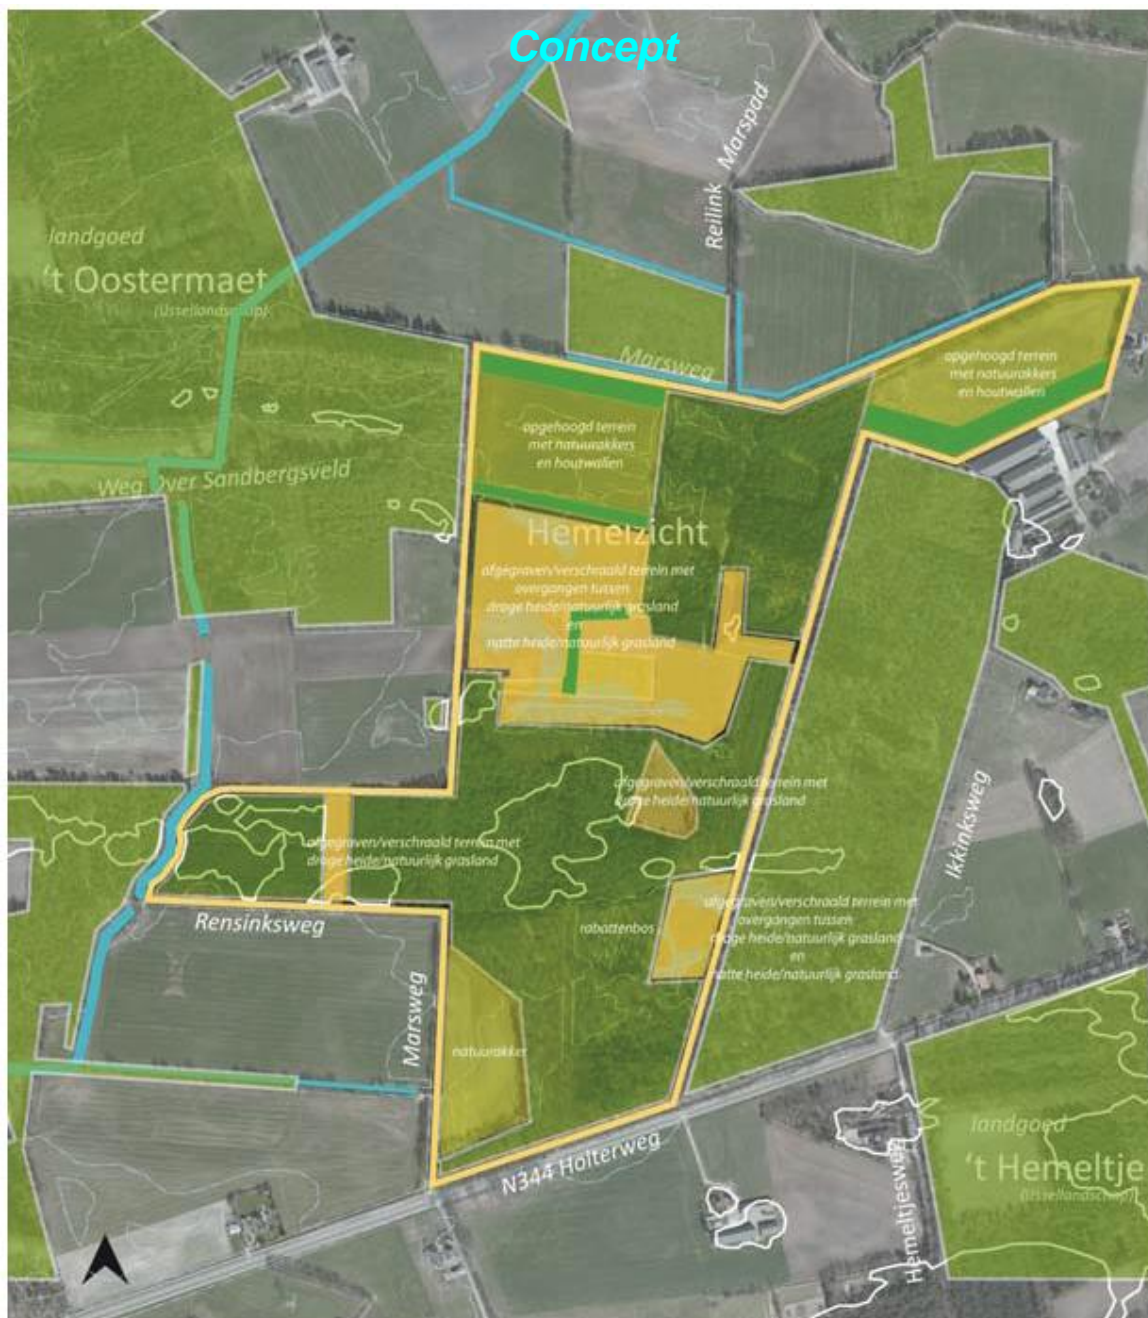 Concept
Reilink Marspad
landgoed
't Oostermaet
(IJssellandschap)
Marsweg
opgehoogd terrein
met natuurakkers
en houtwallen
opgehoogd terrein
met natuurakkers
en houtwallen
Weg Over Sandbergsveld
Hemelzicht
afgegraven/verschraald terrein met
overgangen tussen
droge heide/natuurlijk grasland
en
natte heide/natuurlijk grasland
afgegraven/verschraald terrein met
droge heide/natuurlijk grasland
Ikkinksweg
afgegraven/verschraald terrein met
droge heide/natuurlijk grasland
Rensinksweg
rabattenbos
afgegraven/verschraald terrein met
overgangen tussen
droge heide/natuurlijk grasland
en
natte heide/natuurlijk grasland
Marsweg
natuurakker
N344 Holterweg
Hemeltjesweg
landgoed
't Hemeltje
(IJssellandschap)